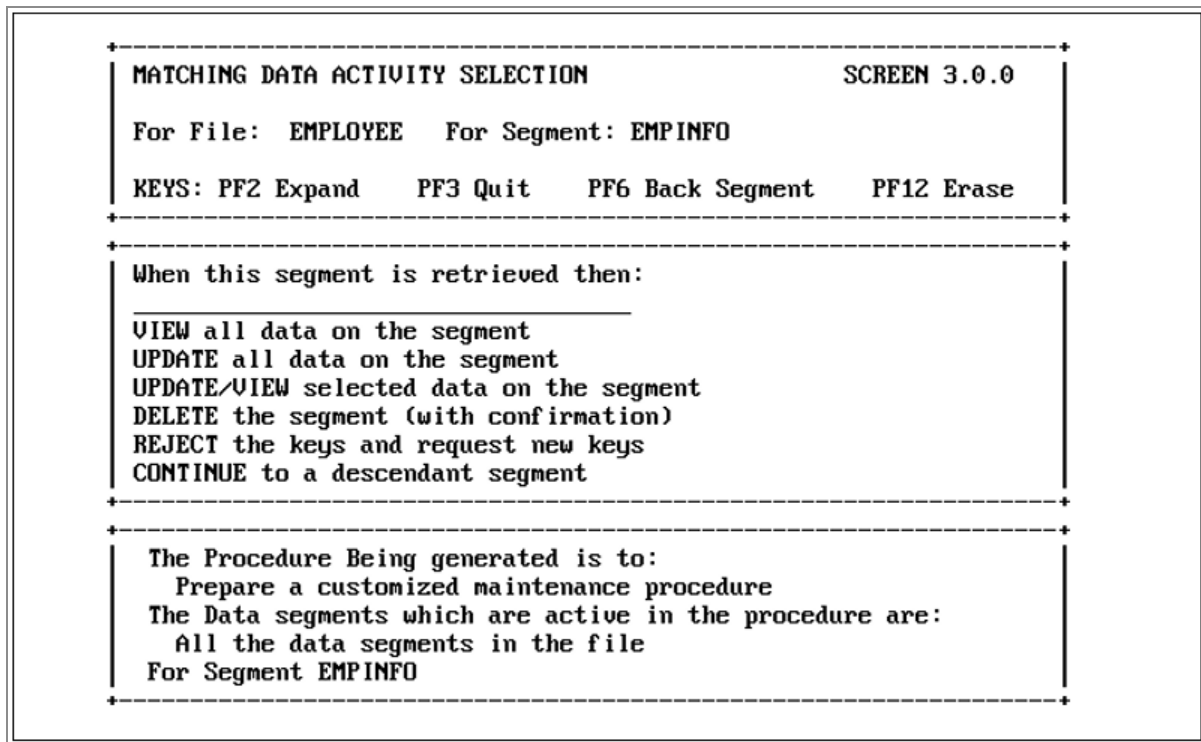 MATCHING DATA ACTIVITY SELECTION SCREEN 3.0.0
For File: EMPLOYEE For Segment: EMPINFO
KEYS: PF2 Expand PF3 Quit PF6 Back Segment PF12 Erase
When this segment is retrieved then:
VIEW all data on the segment
UPDATE all data on the segment
UPDATE/VIEW selected data on the segment
DELETE the segment (with confirmation)
REJECT the keys and request new keys
CONTINUE to a descendant segment
The Procedure Being generated is to:
Prepare a customized maintenance procedure
The Data segments which are active in the procedure are:
All the data segments in the file
For Segment EMPINFO